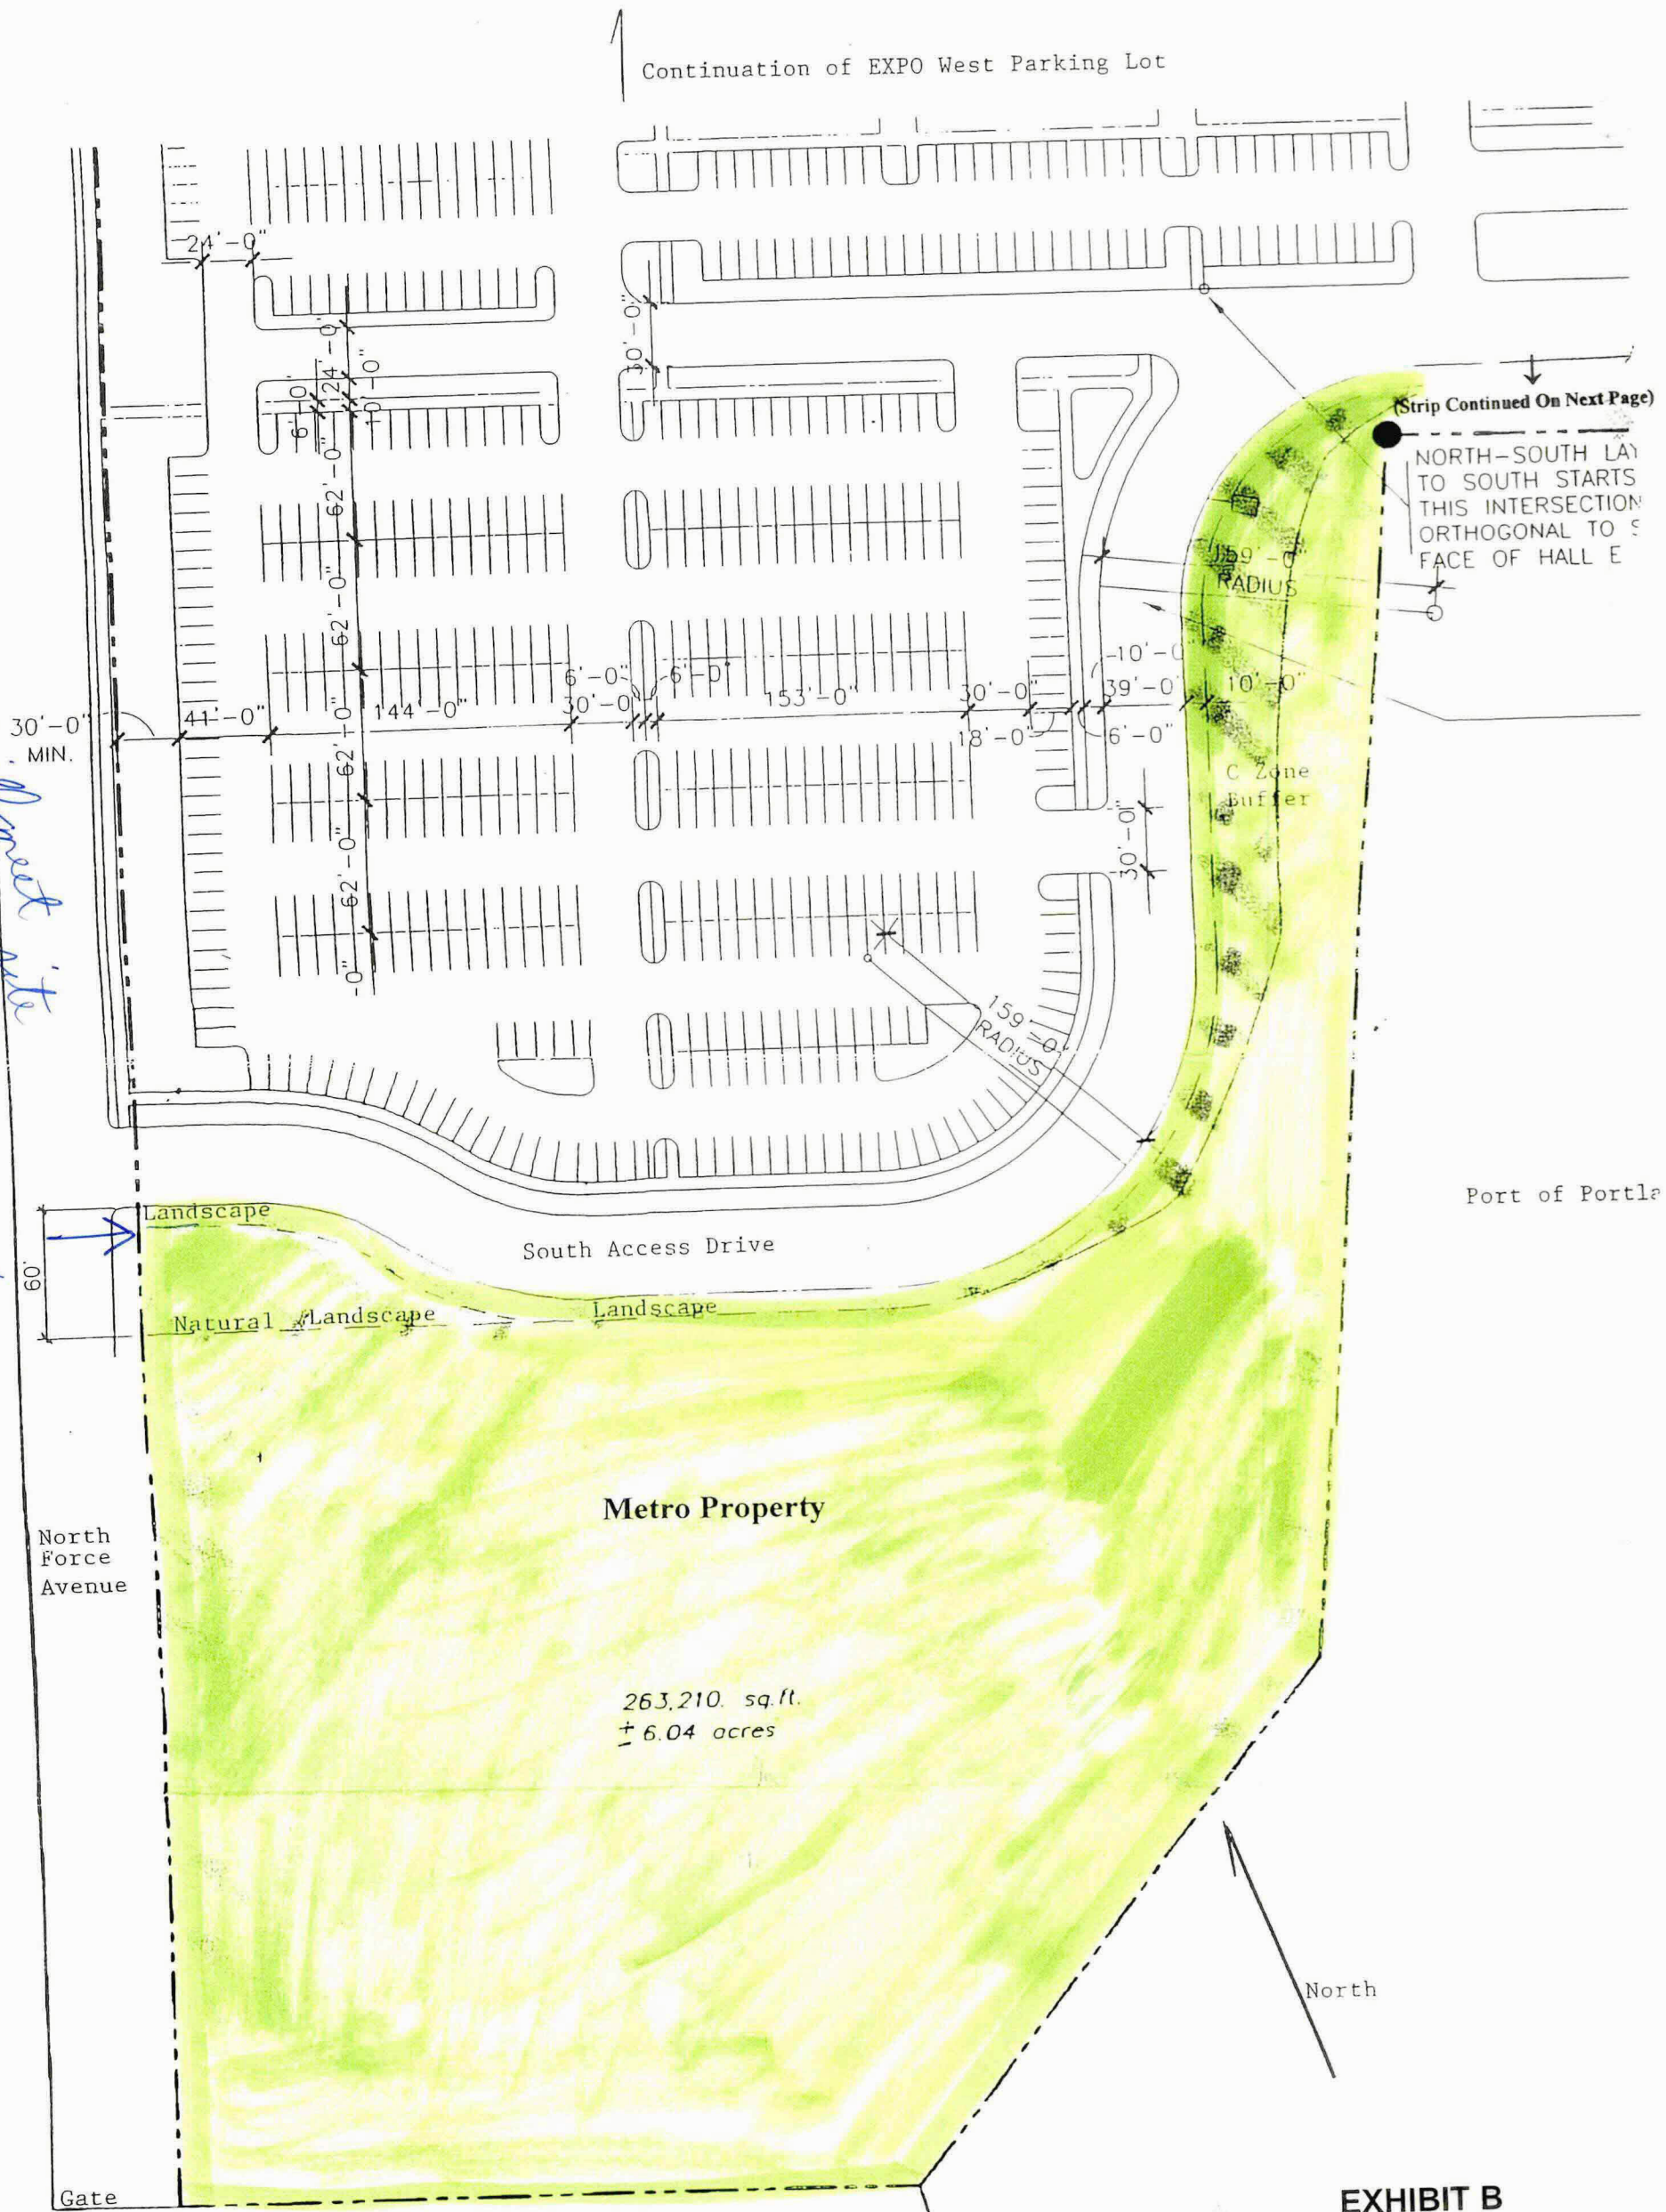 Continuation of EXPO West Parking Lot
24'-0"
30'-0"
24'-0"
6'-0"
10'-0"
(Strip Continued On Next Page)
NORTH-SOUTH LAY
TO SOUTH STARTS
THIS INTERSECTION
ORTHOGONAL TO S
FACE OF HALL E
62'-0"
159'-0"
RADIUS
62'-0"
10'-0
39'-0"
10'-0"
6'-0"
6'-0"
153'-0"
30'-0"
30'-0"
144'-0"
41'-0"
30'-0"
MIN.
18'-0"
6'-0"
62'-0"
C Zone
Buffer
30'-0"
62'-0"
-0"
site
159'-0"
RADIUS
Port of Portla
Landscape
60'
South Access Drive
Natural Landscape
Landscape
Metro Property
North
Force
Avenue
263,210. sq.ft.
± 6.04 acres
North
Gate
EXHIBIT B